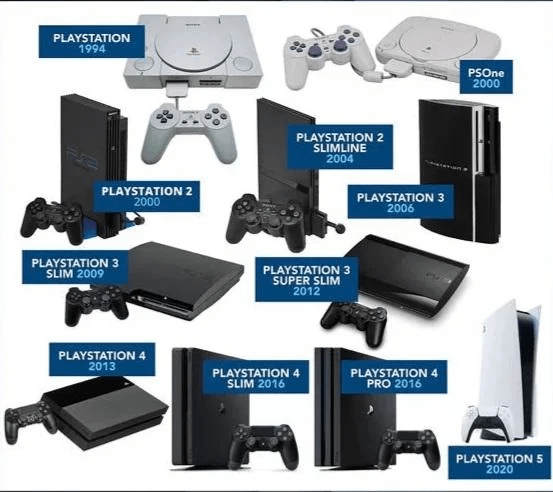 PLAYSTATION
1994
PSOne
2000
PLAYSTATION 2
SLIMLINE
2004
PLAYSTATION 2
2000
PLAYSTATION 3
2006
PLAYSTATION 3
SLIM 2009
PLAYSTATION 3
SUPER SLIM
2012
PLAYSTATION 4
2013
PLAYSTATION 4
SLIM 2016
PLAYSTATION 4
PRO 2016
PLAYSTATION 5
2020